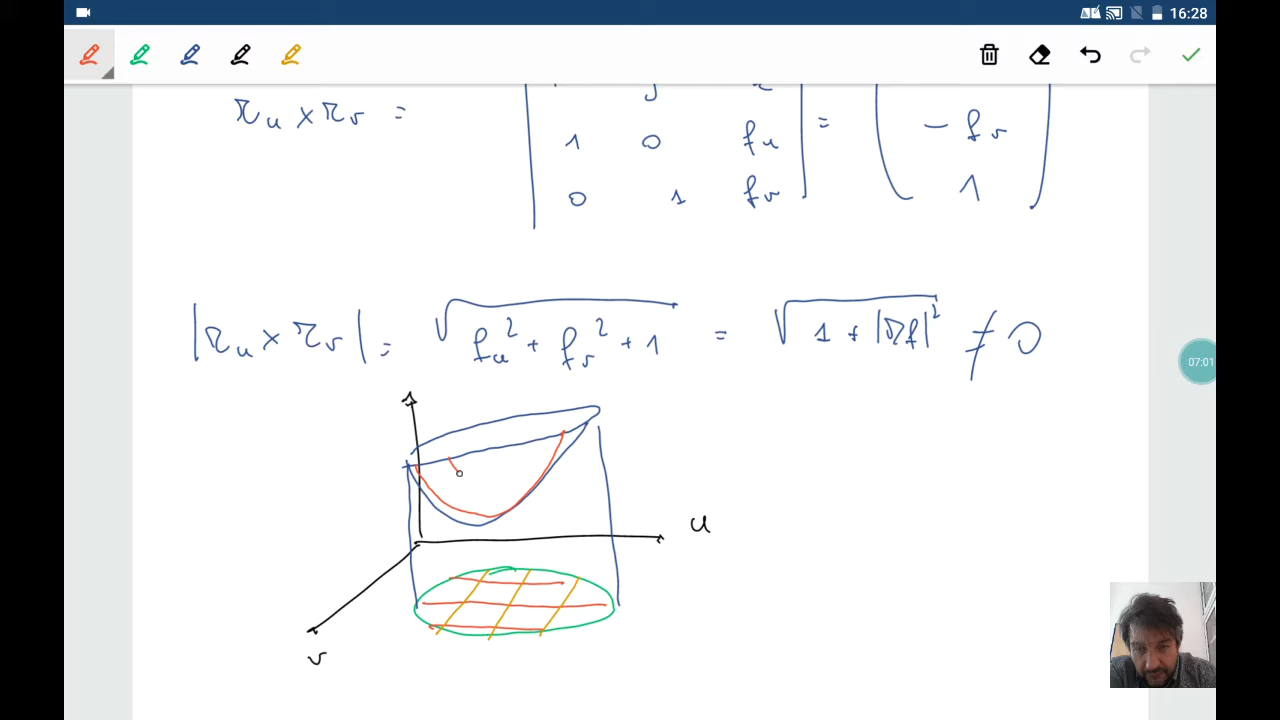 16:28
r_u × r_v = | 1 0 f_u | = ( - f_v
0 1 f_v | 1 )
|r_u × r_v| = √(f_u² + f_v² + 1) = √(1 + |∇f|²) ≠ 0
07:01
u
v